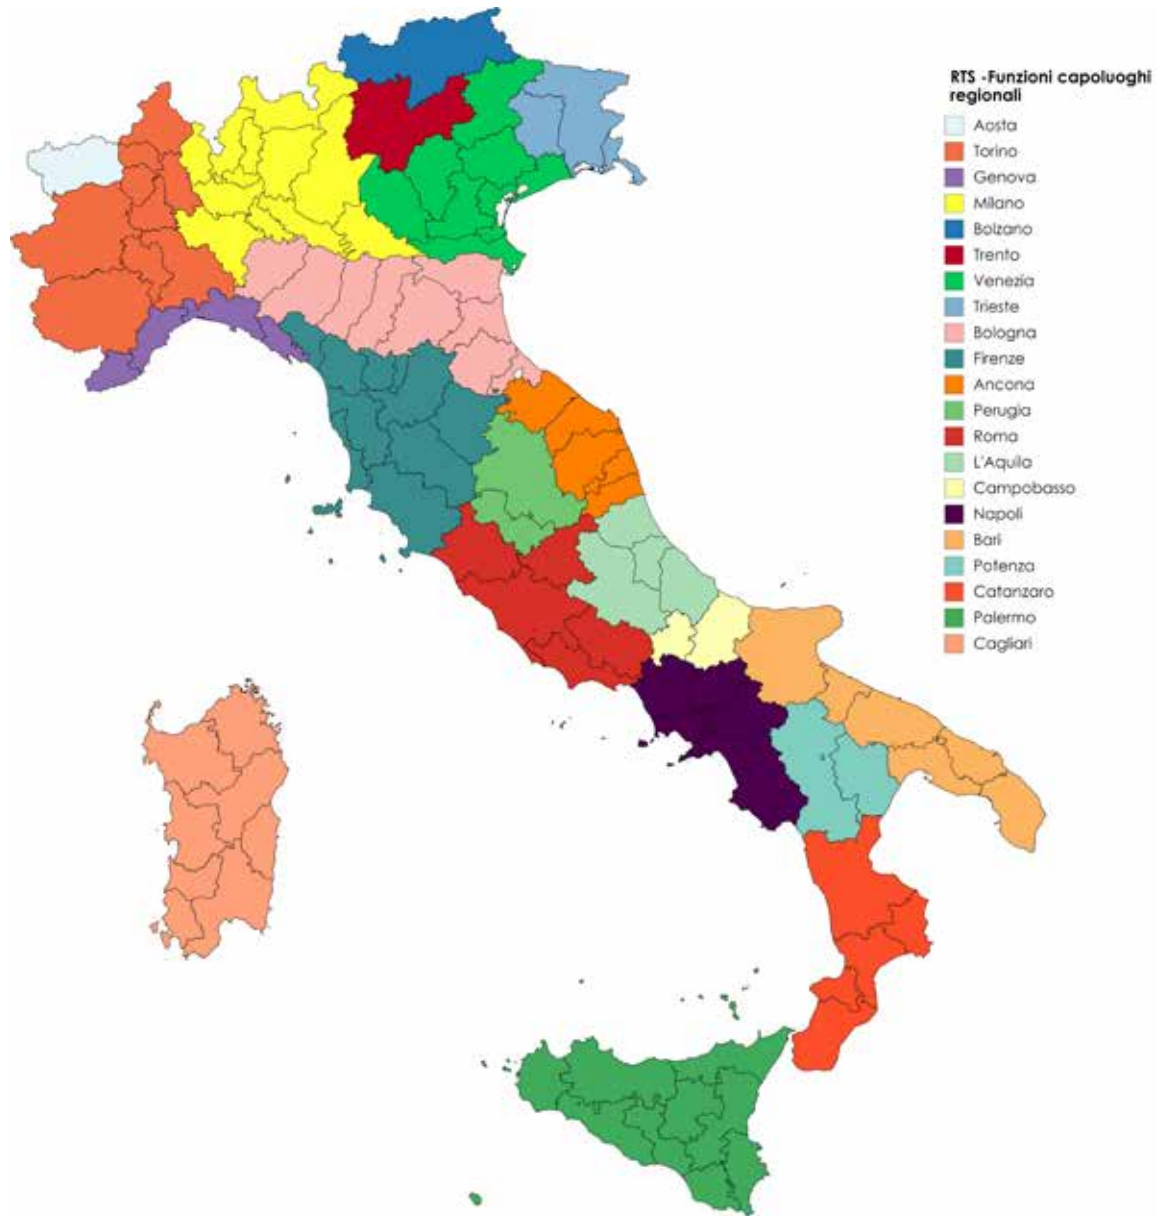 RTS -Funzioni capoluoghi
regionali
Aosta
Torino
Genova
Milano
Bolzano
Trento
Venezia
Trieste
Bologna
Firenze
Ancona
Perugia
Roma
L'Aquila
Campobasso
Napoli
Bari
Potenza
Catanzaro
Palermo
Cagliari